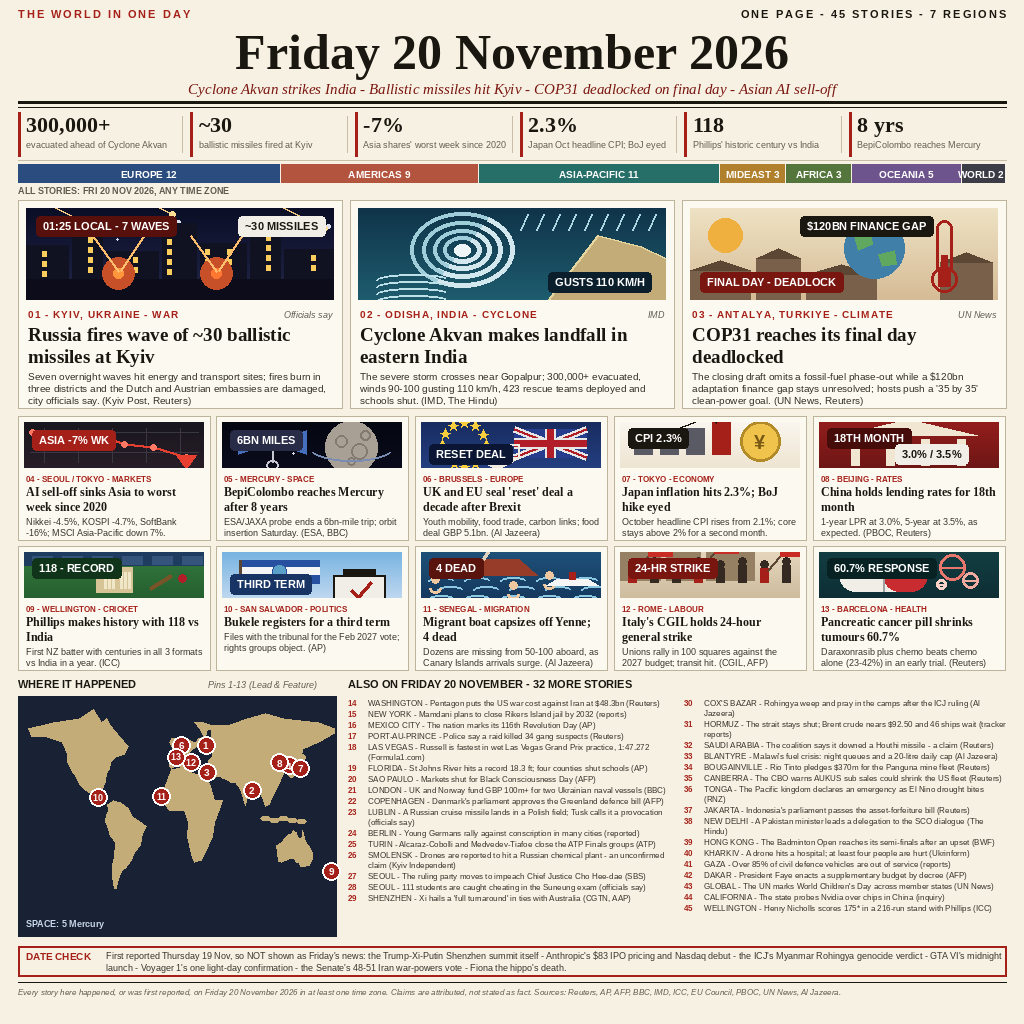 THE WORLD IN ONE DAY
ONE PAGE - 45 STORIES - 7 REGIONS
Friday 20 November 2026
Cyclone Akvan strikes India - Ballistic missiles hit Kyiv - COP31 deadlocked on final day - Asian AI sell-off
300,000+
evacuated ahead of Cyclone Akvan
~30
ballistic missiles fired at Kyiv
-7%
Asia shares' worst week since 2020
2.3%
Japan Oct headline CPI; BoJ eyed
118
Phillips' historic century vs India
8 yrs
BepiColombo reaches Mercury
EUROPE 12
AMERICAS 9
ASIA-PACIFIC 11
MIDEAST 3
AFRICA 3
OCEANIA 5
WORLD 2
ALL STORIES: FRI 20 NOV 2026, ANY TIME ZONE
01:25 LOCAL - 7 WAVES
~30 MISSILES
01 - KYIV, UKRAINE - WAR
Officials say
Russia fires wave of ~30 ballistic
missiles at Kyiv
Seven overnight waves hit energy and transport sites; fires burn in
three districts and the Dutch and Austrian embassies are damaged,
city officials say. (Kyiv Post, Reuters)
GUSTS 110 KM/H
02 - ODISHA, INDIA - CYCLONE
IMD
Cyclone Akvan makes landfall in
eastern India
The severe storm crosses near Gopalpur; 300,000+ evacuated,
winds 90-100 gusting 110 km/h, 423 rescue teams deployed and
schools shut. (IMD, The Hindu)
$120BN FINANCE GAP
FINAL DAY - DEADLOCK
03 - ANTALYA, TURKIYE - CLIMATE
UN News
COP31 reaches its final day
deadlocked
The closing draft omits a fossil-fuel phase-out while a $120bn
adaptation finance gap stays unresolved; hosts push a '35 by 35'
clean-power goal. (UN News, Reuters)
ASIA -7% WK
04 - SEOUL / TOKYO - MARKETS
AI sell-off sinks Asia to worst
week since 2020
Nikkei -4.5%, KOSPI -4.7%, SoftBank
-16%; MSCI Asia-Pacific down 7%.
6BN MILES
05 - MERCURY - SPACE
BepiColombo reaches Mercury
after 8 years
ESA/JAXA probe ends a 6bn-mile trip; orbit
insertion Saturday. (ESA, BBC)
RESET DEAL
06 - BRUSSELS - EUROPE
UK and EU seal 'reset' deal a
decade after Brexit
Youth mobility, food trade, carbon links; food
deal GBP 5.1bn. (Al Jazeera)
CPI 2.3%
¥
07 - TOKYO - ECONOMY
Japan inflation hits 2.3%; BoJ
hike eyed
October headline CPI rises from 2.1%; core
stays above 2% for a second month.
18TH MONTH
3.0% / 3.5%
08 - BEIJING - RATES
China holds lending rates for 18th
month
1-year LPR at 3.0%, 5-year at 3.5%, as
expected. (PBOC, Reuters)
118 - RECORD
09 - WELLINGTON - CRICKET
Phillips makes history with 118 vs
India
First NZ batter with centuries in all 3 formats
vs India in a year. (ICC)
THIRD TERM
10 - SAN SALVADOR - POLITICS
Bukele registers for a third term
Files with the tribunal for the Feb 2027 vote;
rights groups object. (AP)
4 DEAD
11 - SENEGAL - MIGRATION
Migrant boat capsizes off Yenne;
4 dead
Dozens are missing from 50-100 aboard, as
Canary Islands arrivals surge. (Al Jazeera)
24-HR STRIKE
12 - ROME - LABOUR
Italy's CGIL holds 24-hour
general strike
Unions rally in 100 squares against the
2027 budget; transit hit. (CGIL, AFP)
60.7% RESPONSE
13 - BARCELONA - HEALTH
Pancreatic cancer pill shrinks
tumours 60.7%
Daraxonrasib plus chemo beats chemo
alone (23-42%) in an early trial. (Reuters)
WHERE IT HAPPENED
Pins 1-13 (Lead & Feature)
6
1
13
12
3
8
7
2
10
11
9
SPACE: 5 Mercury
ALSO ON FRIDAY 20 NOVEMBER - 32 MORE STORIES
14 WASHINGTON - Pentagon puts the US war cost against Iran at $48.3bn (Reuters)
15 NEW YORK - Mamdani plans to close Rikers Island jail by 2032 (reports)
16 MEXICO CITY - The nation marks its 116th Revolution Day (AP)
17 PORT-AU-PRINCE - Police say a raid killed 34 gang suspects (Reuters)
18 LAS VEGAS - Russell is fastest in wet Las Vegas Grand Prix practice, 1:47.272
(Formula1.com)
19 FLORIDA - St Johns River hits a record 18.3 ft; four counties shut schools (AP)
20 SAO PAULO - Markets shut for Black Consciousness Day (AFP)
21 LONDON - UK and Norway fund GBP 100m+ for two Ukrainian naval vessels (BBC)
22 COPENHAGEN - Denmark's parliament approves the Greenland defence bill (AFP)
23 LUBLIN - A Russian cruise missile lands in a Polish field; Tusk calls it a provocation
(officials say)
24 BERLIN - Young Germans rally against conscription in many cities (reported)
25 TURIN - Alcaraz-Cobolli and Medvedev-Tiafoe close the ATP Finals groups (ATP)
26 SMOLENSK - Drones are reported to hit a Russian chemical plant - an unconfirmed
claim (Kyiv Independent)
27 SEOUL - The ruling party moves to impeach Chief Justice Cho Hee-dae (SBS)
28 SEOUL - 111 students are caught cheating in the Suneung exam (officials say)
29 SHENZHEN - Xi hails a 'full turnaround' in ties with Australia (CGTN, AAP)
30 COX'S BAZAR - Rohingya weep and pray in the camps after the ICJ ruling (Al
Jazeera)
31 HORMUZ - The strait stays shut; Brent crude nears $92.50 and 46 ships wait (tracker
reports)
32 SAUDI ARABIA - The coalition says it downed a Houthi missile - a claim (Reuters)
33 BLANTYRE - Malawi's fuel crisis: night queues and a 20-litre daily cap (Al Jazeera)
34 BOUGAINVILLE - Rio Tinto pledges $370m for the Panguna mine fleet (Reuters)
35 CANBERRA - The CBO warns AUKUS sub sales could shrink the US fleet (Reuters)
36 TONGA - The Pacific kingdom declares an emergency as El Nino drought bites
(RNZ)
37 JAKARTA - Indonesia's parliament passes the asset-forfeiture bill (Reuters)
38 NEW DELHI - A Pakistan minister leads a delegation to the SCO dialogue (The
Hindu)
39 HONG KONG - The Badminton Open reaches its semi-finals after an upset (BWF)
40 KHARKIV - A drone hits a hospital; at least four people are hurt (Ukrinform)
41 GAZA - Over 85% of civil defence vehicles are out of service (reports)
42 DAKAR - President Faye enacts a supplementary budget by decree (AFP)
43 GLOBAL - The UN marks World Children's Day across member states (UN News)
44 CALIFORNIA - The state probes Nvidia over chips in China (inquiry)
45 WELLINGTON - Henry Nicholls scores 175* in a 216-run stand with Phillips (ICC)
DATE CHECK
First reported Thursday 19 Nov, so NOT shown as Friday's news: the Trump-Xi-Putin Shenzhen summit itself - Anthropic's $83 IPO pricing and Nasdaq debut - the ICJ's Myanmar Rohingya genocide verdict - GTA VI's midnight
launch - Voyager 1's one light-day confirmation - the Senate's 48-51 Iran war-powers vote - Fiona the hippo's death.
Every story here happened, or was first reported, on Friday 20 November 2026 in at least one time zone. Claims are attributed, not stated as fact. Sources: Reuters, AP, AFP, BBC, IMD, ICC, EU Council, PBOC, UN News, Al Jazeera.